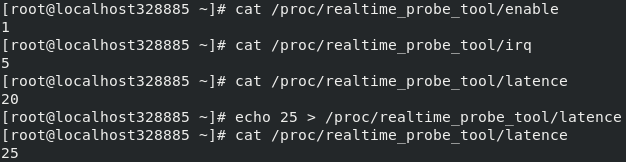 [root@localhost328885 ~]# cat /proc/realtime_probe_tool/enable
1
[root@localhost328885 ~]# cat /proc/realtime_probe_tool/irq
5
[root@localhost328885 ~]# cat /proc/realtime_probe_tool/latence
20
[root@localhost328885 ~]# echo 25 > /proc/realtime_probe_tool/latence
[root@localhost328885 ~]# cat /proc/realtime_probe_tool/latence
25